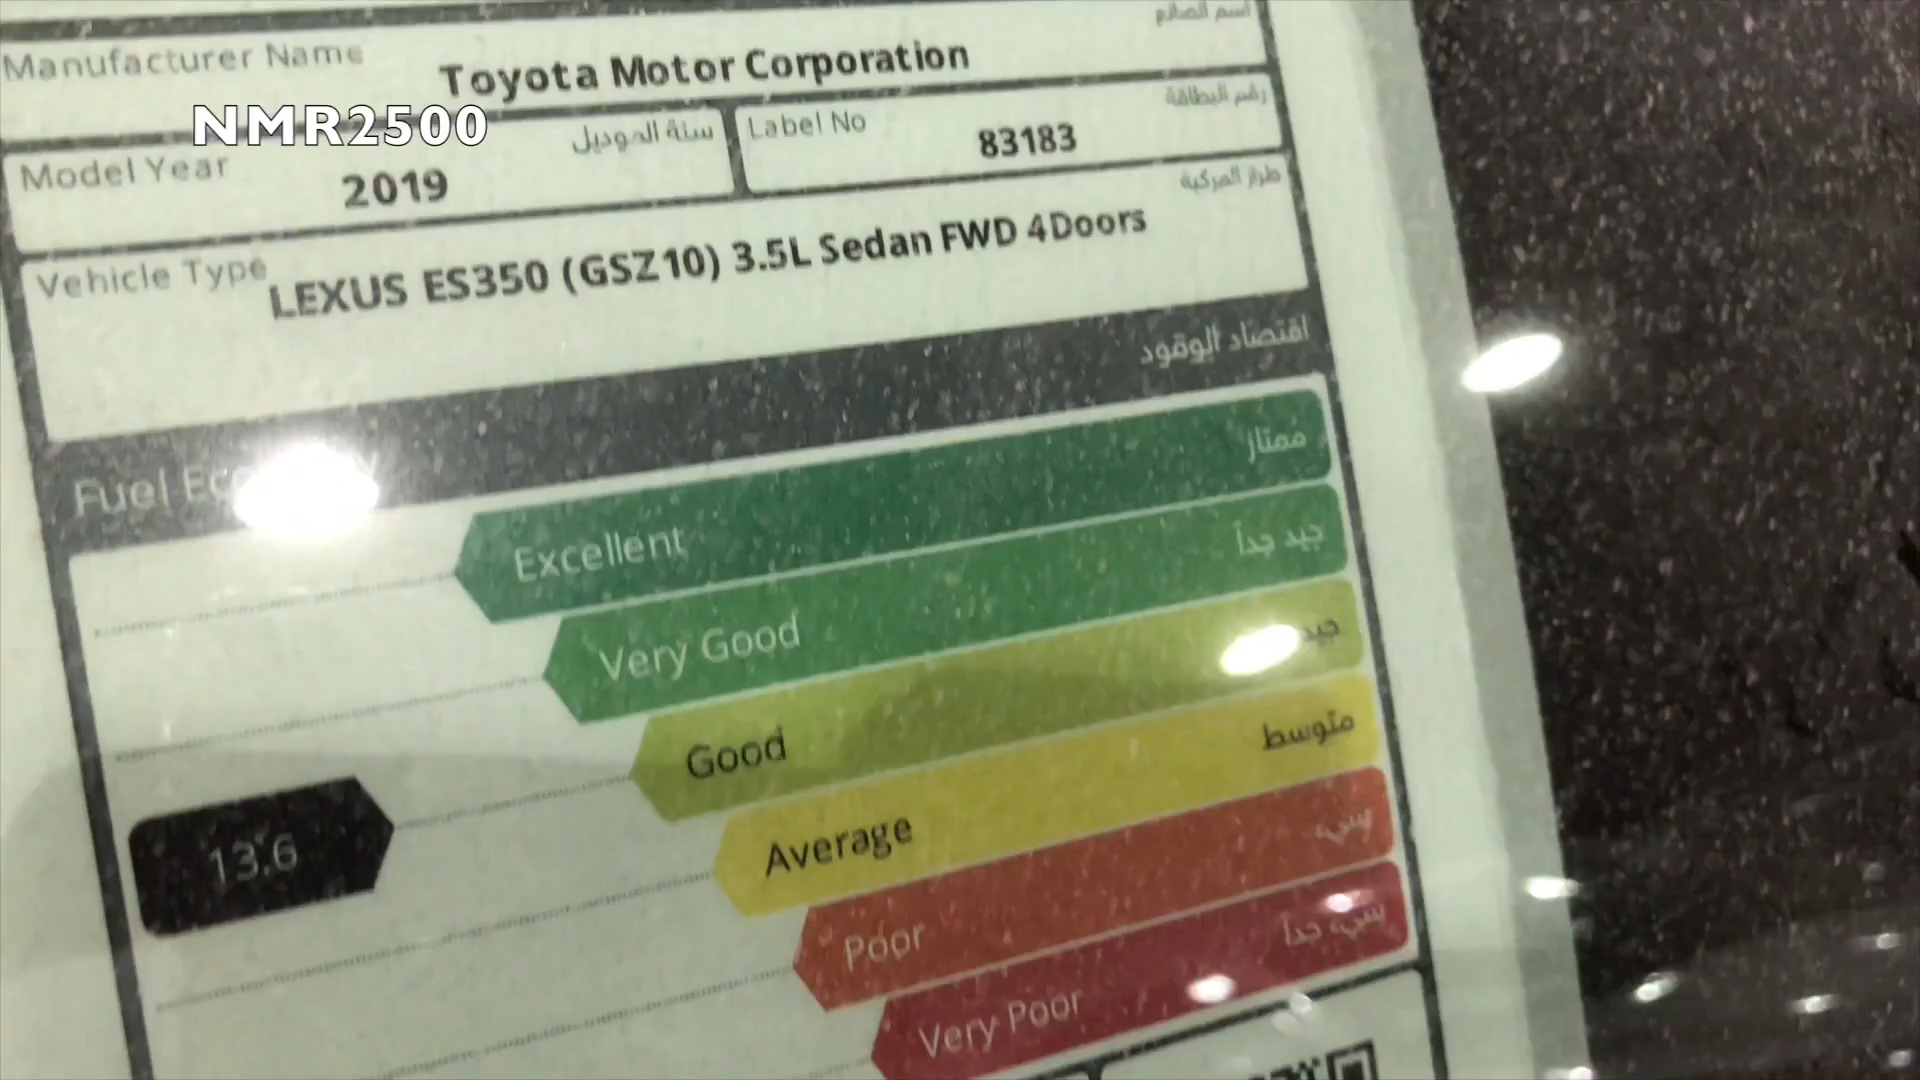 اسم الصانع
Manufacturer Name
Toyota Motor Corporation
NMR2500
Model Year
سنة الموديل
2019
Label No
رقم البطاقة
83183
طراز المركبة
Vehicle Type
LEXUS ES350 (GSZ10) 3.5L Sedan FWD 4Doors
اقتصاد الوقود
Fuel
Excellent
ممتاز
Very Good
جيد جداً
Good
جيد
Average
متوسط
13.6
Poor
سيء
Very Poor
سيء جداً